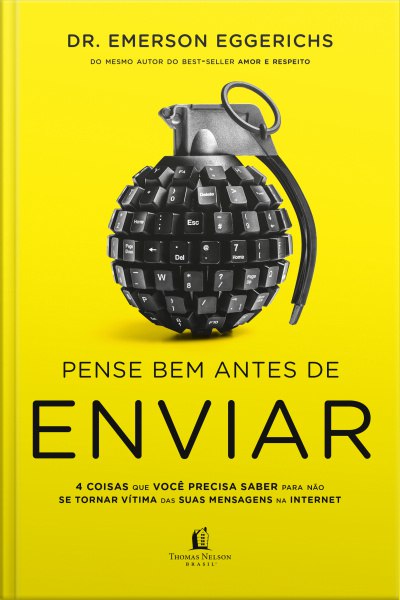 DR. EMERSON EGGERICHS
DO MESMO AUTOR DO BEST-SELLER AMOR E RESPEITO
PENSE BEM ANTES DE
ENVIAR
4 COISAS QUE VOCÊ PRECISA SABER PARA NÃO
SE TORNAR VÍTIMA DAS SUAS MENSAGENS NA INTERNET
THOMAS NELSON
BRASIL®